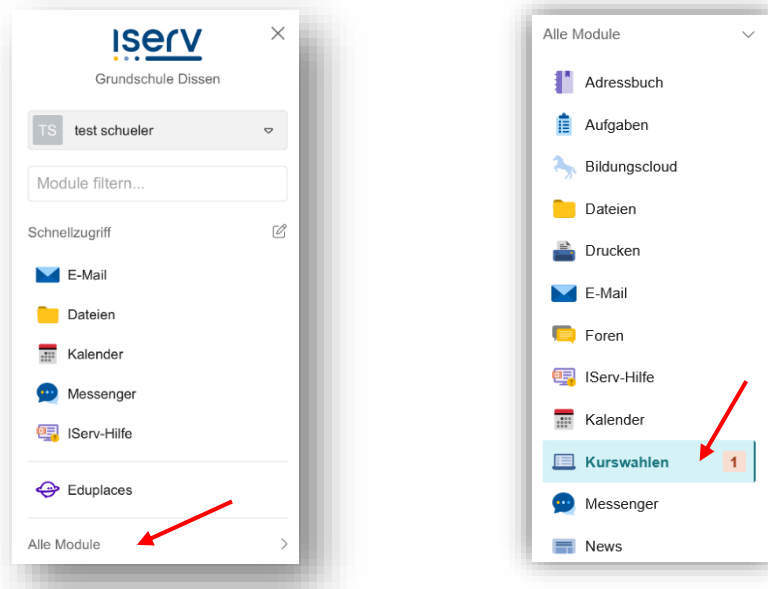 IServ
Grundschule Dissen
TS test schueler
Module filtern...
Schnellzugriff
E-Mail
Dateien
Kalender
Messenger
IServ-Hilfe
Eduplaces
Alle Module
Alle Module
Adressbuch
Aufgaben
Bildungscloud
Dateien
Drucken
E-Mail
Foren
IServ-Hilfe
Kalender
Kurswahlen 1
Messenger
News